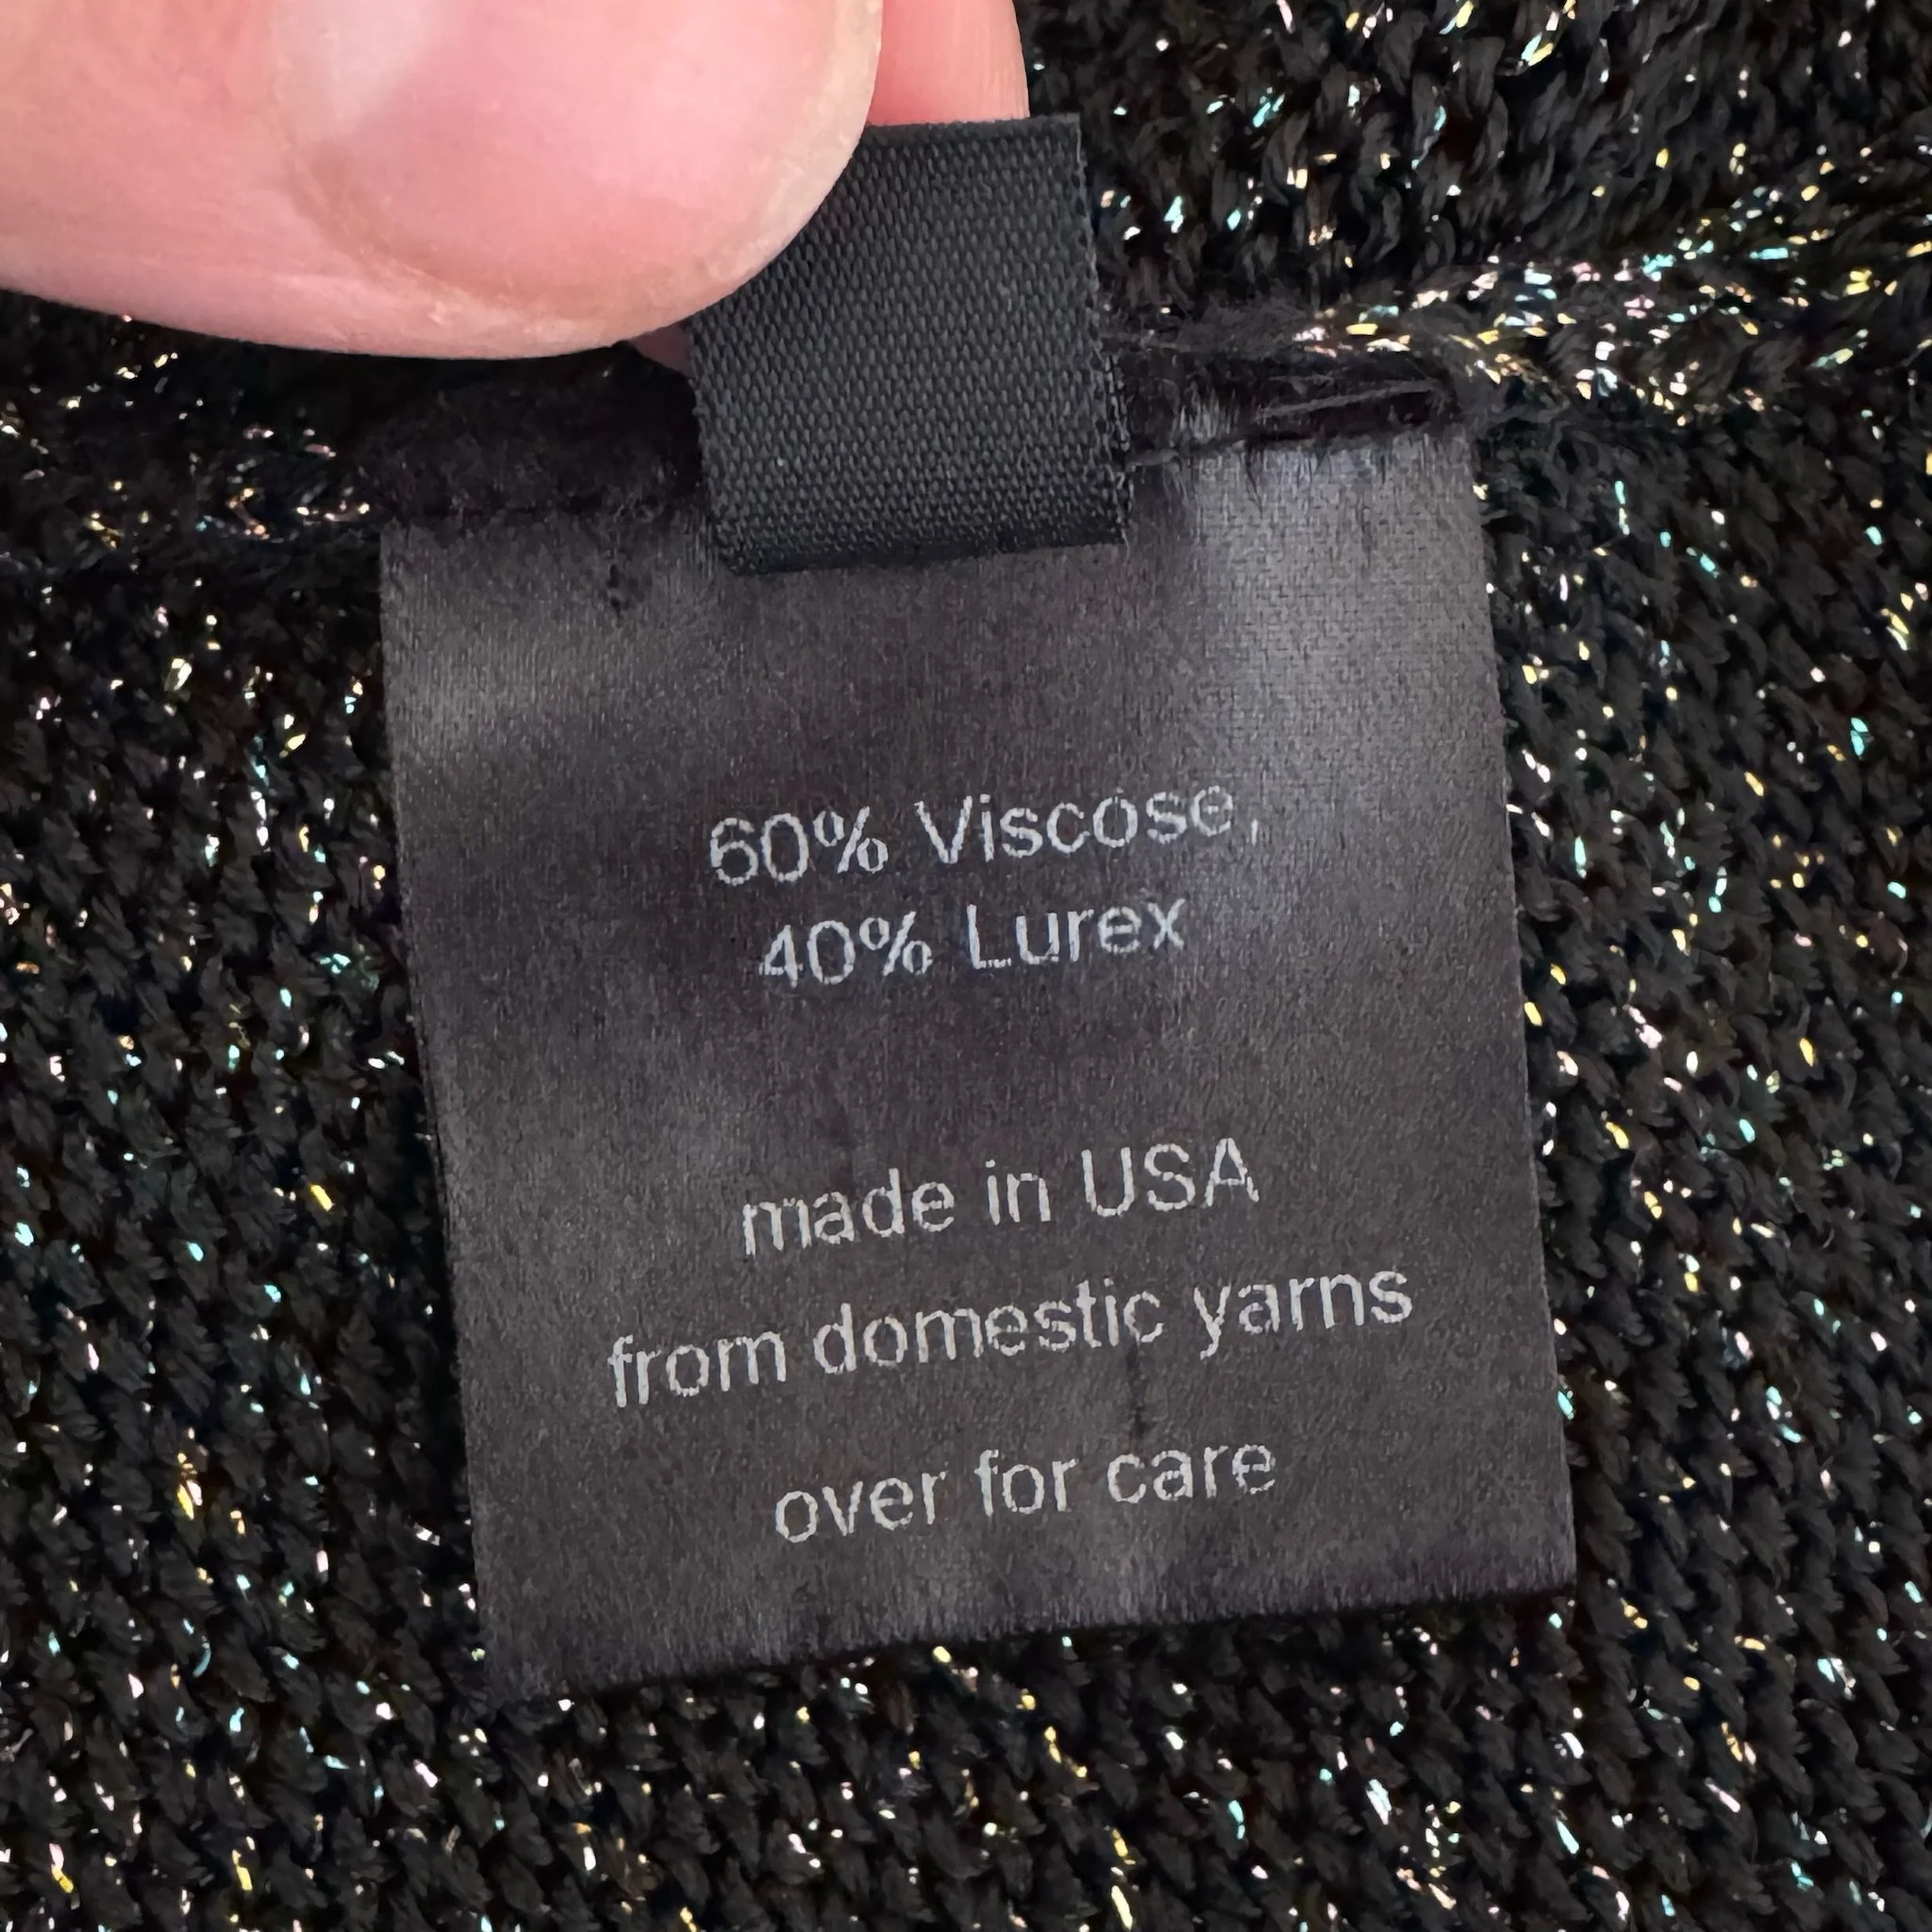 60% Viscose,
40% Lurex
made in USA
from domestic yarns
over for care